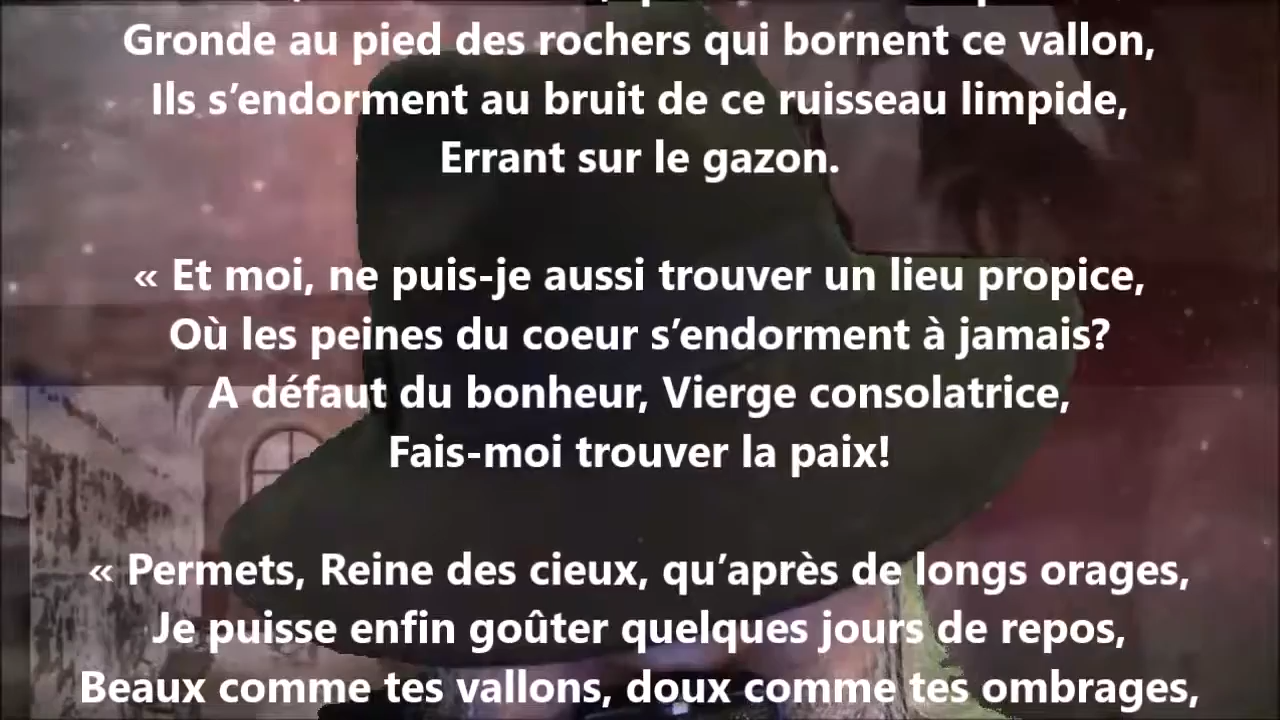 Gronde au pied des rochers qui bornent ce vallon,
Ils s’endorment au bruit de ce ruisseau limpide,
Errant sur le gazon.
« Et moi, ne puis-je aussi trouver un lieu propice,
Où les peines du coeur s’endorment à jamais?
A défaut du bonheur, Vierge consolatrice,
Fais-moi trouver la paix!
« Permets, Reine des cieux, qu’après de longs orages,
Je puisse enfin goûter quelques jours de repos,
Beaux comme tes vallons, doux comme tes ombrages,